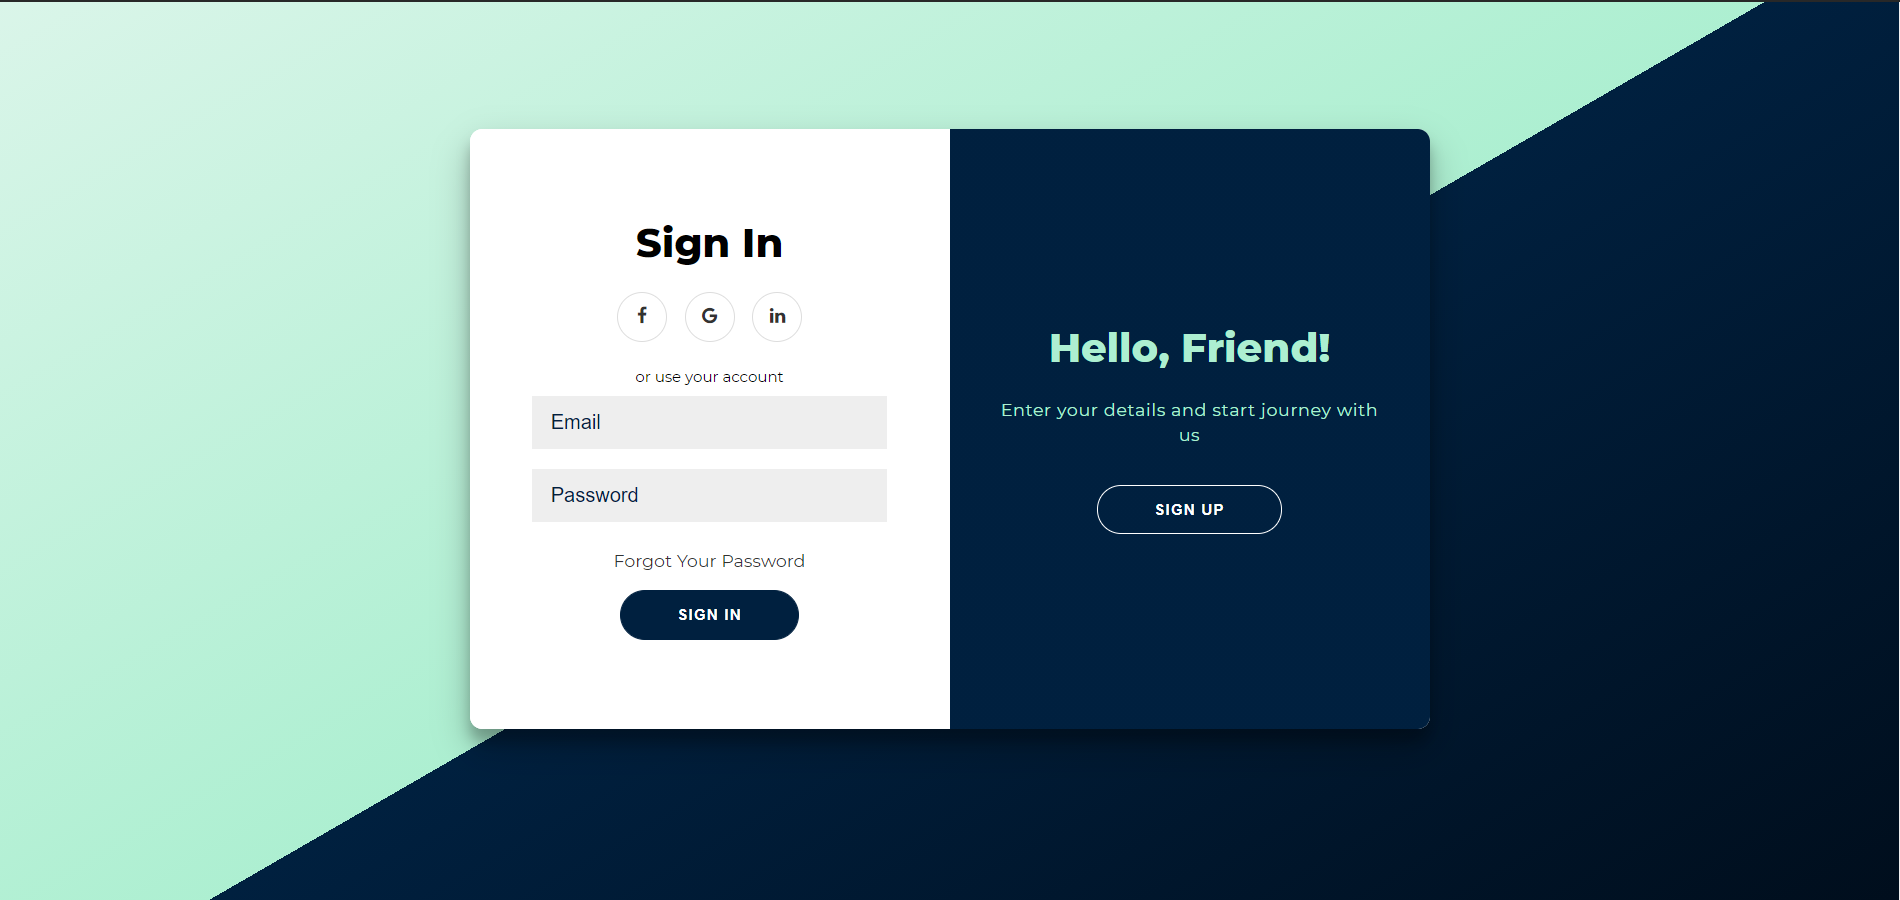 Sign In
f
G
in
or use your account
Email
Password
Forgot Your Password
SIGN IN
Hello, Friend!
Enter your details and start journey with
us
SIGN UP